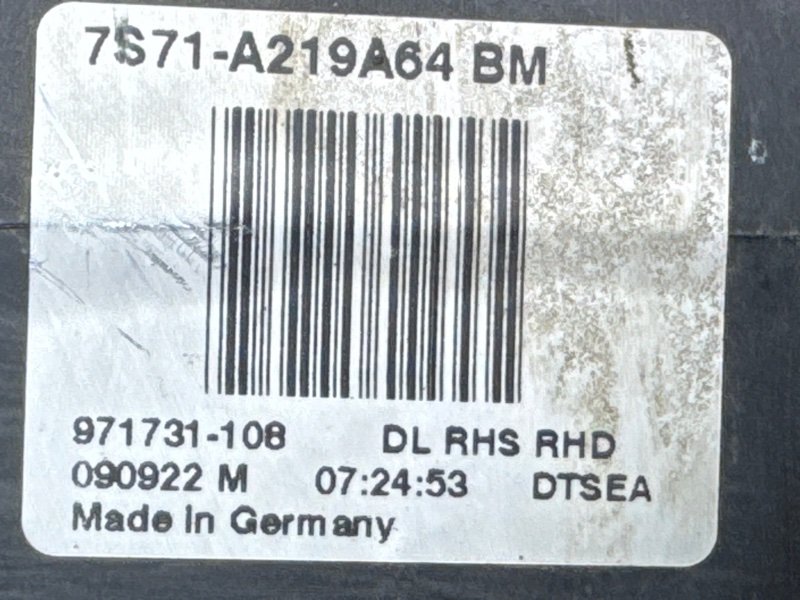 7S71-A219A64 BM
971731-108 DL RHS RHD
090922 M 07:24:53 DTSEA
Made In Germany